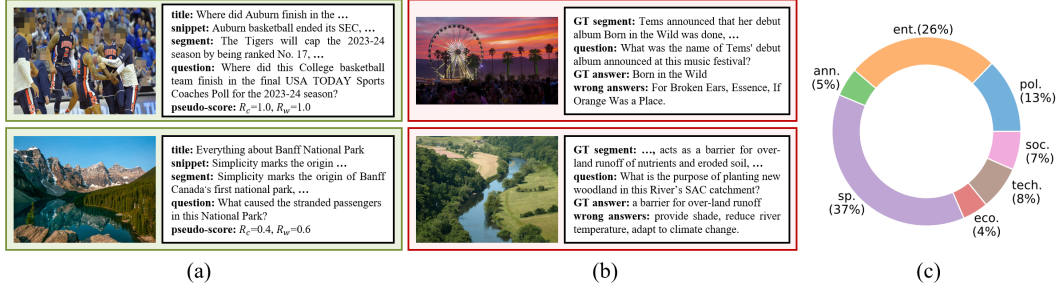 title: Where did Auburn finish in the ...
snippet: Auburn basketball ended its SEC, ...
segment: The Tigers will cap the 2023-24
season by being ranked No. 17, ...
question: Where did this College basketball
team finish in the final USA TODAY Sports
Coaches Poll for the 2023-24 season?
pseudo-score: Rc=1.0, Rw=1.0
title: Everything about Banff National Park
snippet: Simplicity marks the origin ...
segment: Simplicity marks the origin of Banff
Canada's first national park, ...
question: What caused the stranded passengers
in this National Park?
pseudo-score: Rc=0.4, Rw=0.6
(a)
GT segment: Tems announced that her debut
album Born in the Wild was done, ...
question: What was the name of Tems' debut
album announced at this music festival?
GT answer: Born in the Wild
wrong answers: For Broken Ears, Essence, If
Orange Was a Place.
GT segment: ..., acts as a barrier for over-
land runoff of nutrients and eroded soil, ...
question: What is the purpose of planting new
woodland in this River's SAC catchment?
GT answer: a barrier for over-land runoff
wrong answers: provide shade, reduce river
temperature, adapt to climate change.
(b)
ent.(26%)
pol.
(13%)
soc.
(7%)
tech.
(8%)
eco.
(4%)
sp.
(37%)
ann.
(5%)
(c)